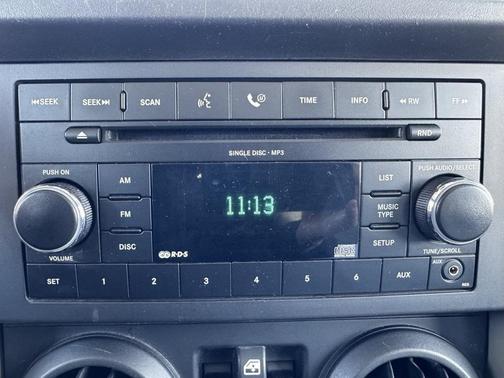 SEEK SEEK SCAN TIME INFO RW FF
RND
SINGLE DISC • MP3
PUSH ON
AM
FM
DISC
VOLUME
11:13
R·D·S
LIST
MUSIC
TYPE
SETUP
PUSH AUDIO/SELECT
TUNE/SCROLL
SET 1 2 3 4 5 6 AUX
AUX